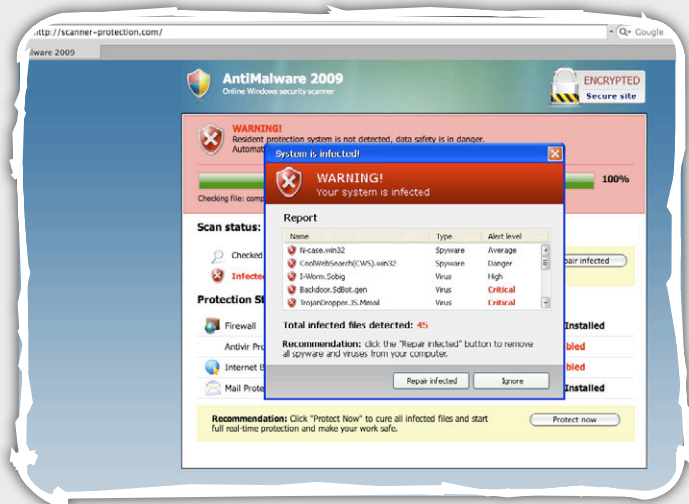 http://scanner-protection.com/
Google
lware 2009
AntiMalware 2009
Online Windows security scanner
ENCRYPTED
Secure site
WARNING!
Resident protection system is not detected, data safety is in danger.
Automat
100%
Checking file: comp
System is infected!
WARNING!
Your system is infected
Report
Name Type Alert level
N-case.win32 Spyware Average
CoolWebSearch(CWS).win32 Spyware Danger
I-Worm.Sobig Virus High
Backdoor.SdBot.gen Virus Critical
TrojanDropper.JS.Mimail Virus Critical
Total infected files detected: 45
Recommendation: click the "Repair infected" button to remove
all spyware and viruses from your computer.
Repair infected Ignore
Scan status:
Checked
Infecte
pair infected
Protection St
Firewall Installed
Antivir Pro bled
Internet E bled
Mail Prote Installed
Recommendation: Click "Protect Now" to cure all infected files and start
full real-time protection and make your work safe.
Protect now